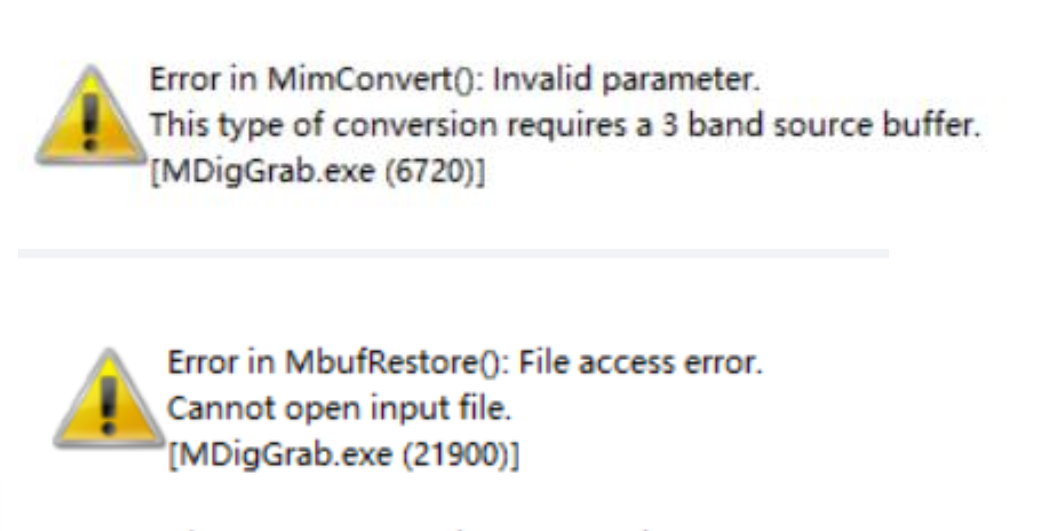 Error in MimConvert(): Invalid parameter.
This type of conversion requires a 3 band source buffer.
[MDigGrab.exe (6720)]
Error in MbufRestore(): File access error.
Cannot open input file.
[MDigGrab.exe (21900)]